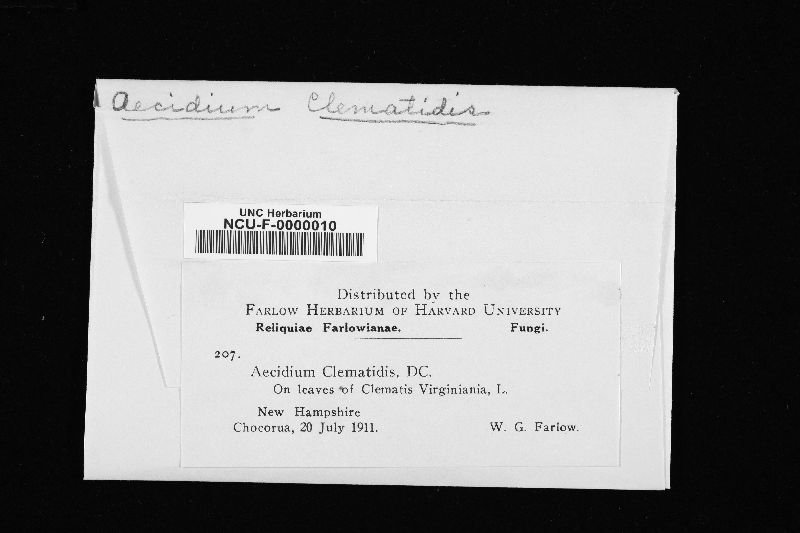 Aecidium Clematidis
UNC Herbarium
NCU-F-0000010
Distributed by the
FARLOW HERBARIUM OF HARVARD UNIVERSITY
Reliquiae Farlowianae. Fungi.
207.
Aecidium Clematidis, DC.
On leaves of Clematis Virginiania, L.
New Hampshire
Chocorua, 20 July 1911. W. G. Farlow.